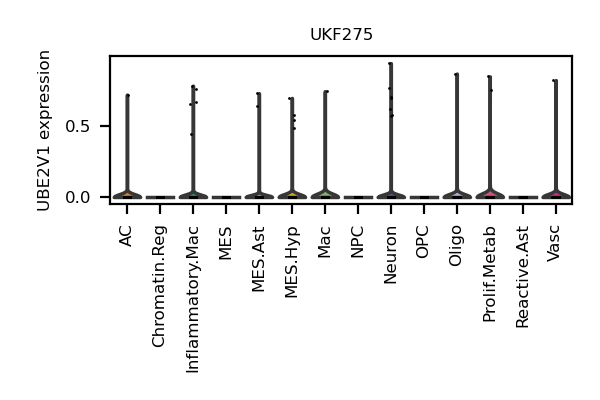 UKF275
UBE2V1 expression
0.5
0.0
AC
Chromatin.Reg
Inflammatory.Mac
MES
MES.Ast
MES.Hyp
Mac
NPC
Neuron
OPC
Oligo
Prolif.Metab
Reactive.Ast
Vasc